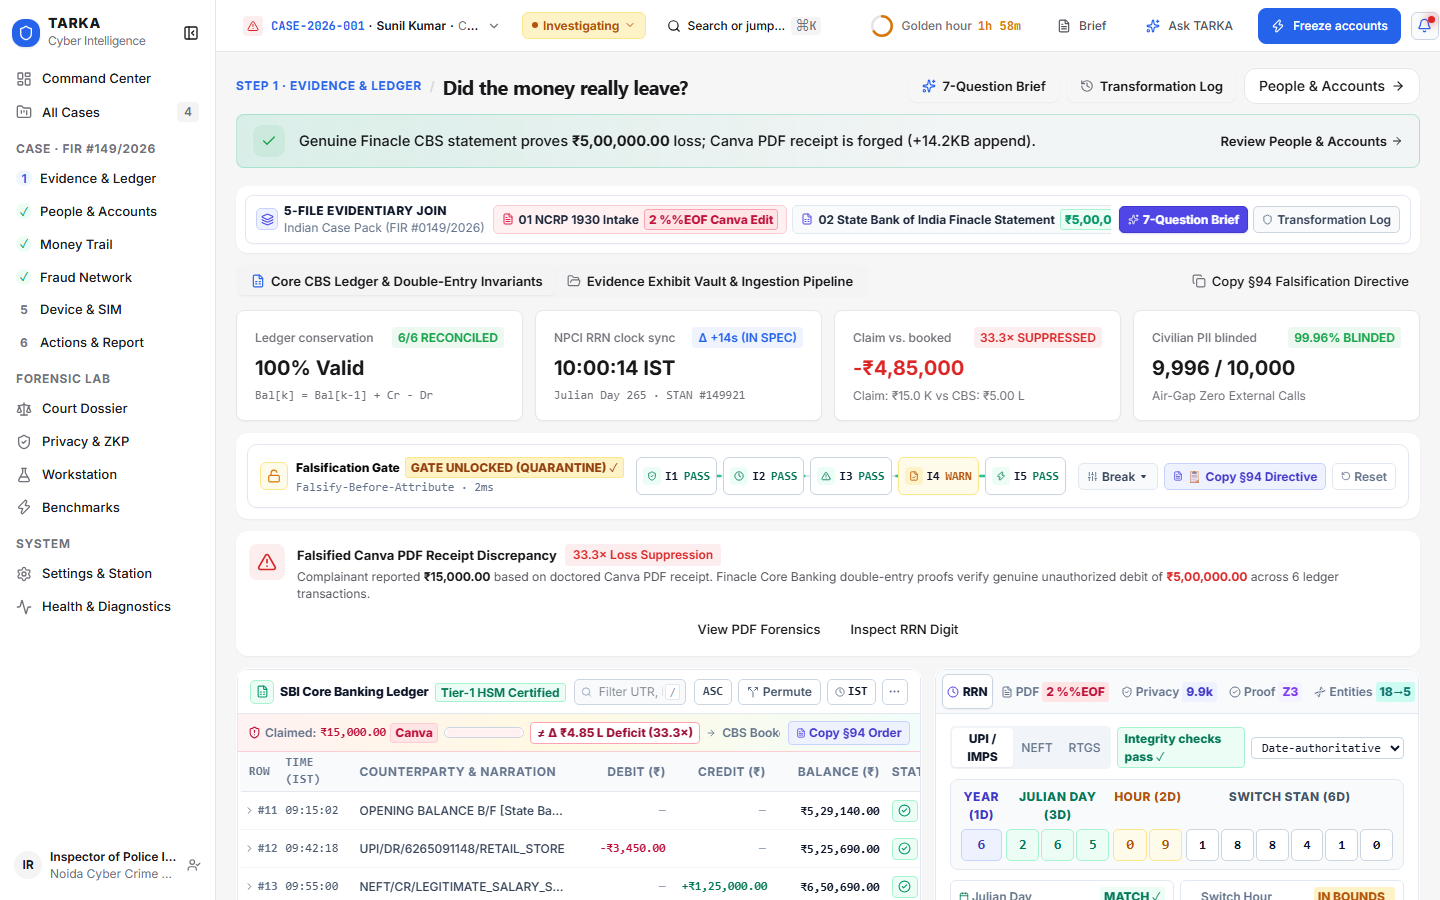 TARKA
Cyber Intelligence
Command Center
All Cases 4
CASE · FIR #149/2026
1 Evidence & Ledger
✓ People & Accounts
✓ Money Trail
✓ Fraud Network
5 Device & SIM
6 Actions & Report
FORENSIC LAB
Court Dossier
Privacy & ZKP
Workstation
Benchmarks
SYSTEM
Settings & Station
Health & Diagnostics
IR Inspector of Police I...
Noida Cyber Crime ...
CASE-2026-001 · Sunil Kumar · C... Investigating Search or jump... ⌘K Golden hour 1h 58m Brief Ask TARKA Freeze accounts
STEP 1 · EVIDENCE & LEDGER / Did the money really leave? 7-Question Brief Transformation Log People & Accounts →
✓ Genuine Finacle CBS statement proves ₹5,00,000.00 loss; Canva PDF receipt is forged (+14.2KB append). Review People & Accounts →
5-FILE EVIDENTIARY JOIN
Indian Case Pack (FIR #0149/2026)
01 NCRP 1930 Intake 2 %%EOF Canva Edit 02 State Bank of India Finacle Statement ₹5,00,0 7-Question Brief Transformation Log
Core CBS Ledger & Double-Entry Invariants Evidence Exhibit Vault & Ingestion Pipeline Copy §94 Falsification Directive
Ledger conservation 6/6 RECONCILED
100% Valid
Bal[k] = Bal[k-1] + Cr - Dr
NPCI RRN clock sync Δ +14s (IN SPEC)
10:00:14 IST
Julian Day 265 · STAN #149921
Claim vs. booked 33.3× SUPPRESSED
-₹4,85,000
Claim: ₹15.0 K vs CBS: ₹5.00 L
Civilian PII blinded 99.96% BLINDED
9,996 / 10,000
Air-Gap Zero External Calls
Falsification Gate GATE UNLOCKED (QUARANTINE) ✓
Falsify-Before-Attribute · 2ms
I1 PASS I2 PASS I3 PASS I4 WARN I5 PASS
Break Copy §94 Directive Reset
Falsified Canva PDF Receipt Discrepancy 33.3× Loss Suppression
Complainant reported ₹15,000.00 based on doctored Canva PDF receipt. Finacle Core Banking double-entry proofs verify genuine unauthorized debit of ₹5,00,000.00 across 6 ledger
transactions.
View PDF Forensics Inspect RRN Digit
SBI Core Banking Ledger Tier-1 HSM Certified Filter UTR, / ASC Permute IST ...
Claimed: ₹15,000.00 Canva ≠ Δ ₹4.85 L Deficit (33.3×) → CBS Book Copy §94 Order
ROW TIME (IST) COUNTERPARTY & NARRATION DEBIT (₹) CREDIT (₹) BALANCE (₹) STAT
#11 09:15:02 OPENING BALANCE B/F [State Ba... — — ₹5,29,140.00
#12 09:42:18 UPI/DR/6265091148/RETAIL_STORE -₹3,450.00 — ₹5,25,690.00
#13 09:55:00 NEFT/CR/LEGITIMATE_SALARY_S... — +₹1,25,000.00 ₹6,50,690.00
RRN PDF 2 %%EOF Privacy 9.9k Proof Z3 Entities 18→5
UPI / IMPS NEFT RTGS Integrity checks pass ✓ Date-authoritative
YEAR (1D) JULIAN DAY (3D) HOUR (2D) SWITCH STAN (6D)
6 2 6 5 0 9 1 8 8 4 1 0
Julian Day MATCH ✓ Switch Hour IN BOUNDS